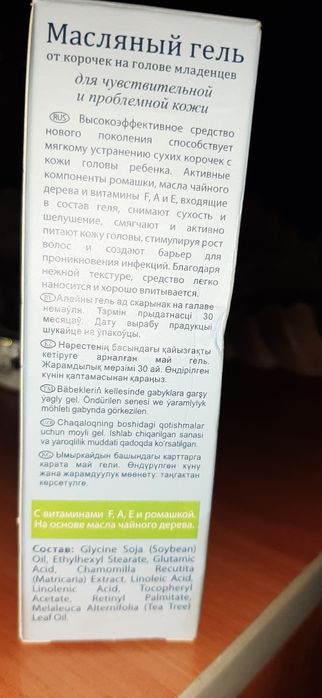 Масляный гель
от корочек на голове младенцев
для чувствительной
и проблемной кожи
RUS Высокоэффективное средство
нового поколения способствует
мягкому устранению сухих корочек с
кожи головы ребенка. Активные
компоненты ромашки, масла чайного
дерева и витамины F, А и Е, входящие
в состав геля, снимают сухость и
шелушение, смягчают и активно
питают кожу головы, стимулируя рост
волос и создают барьер для
проникновения инфекций. Благодаря
нежной текстуре, средство легко
наносится и хорошо впитывается.
Алейны гель ад скарынак на галаве
немаўля. Тармін прыдатнасці 30
месяцаў. Дату вырабу прадукцыі
шукайце на ўпакоўцы.
KZ Нәрестенің басындағы қайызғақты
кетіруге арналған май гель.
Жарамдылық мерзімі 30 ай. Өндірілген
күнін қаптамасынан қараңыз.
TM Bäbekleriň kellesinde gabyklara garşy
ýagly gel. Öndürilen senesi we ýaramlylyk
möhleti gabynda görkezilen.
Chaqaloqning boshidagi qotishmalar
uchun moyli gel. Ishlab chiqarilgan sanasi
va yaroqlilik muddati qadoqda ko'rsatilgan.
KG Ымыркайдын башындагы карттарга
карата май гели. Өндүрүлгөн күнү
жана жарамдуулук мөөнөтү: таңгактан
көрсөтүлгө.
С витаминами F, А, Е и ромашкой.
На основе масла чайного дерева.
Состав: Glycine Soja (Soybean)
Oil, Ethylhexyl Stearate, Glutamic
Acid, Chamomilla Recutita
(Matricaria) Extract, Linoleic Acid,
Linolenic Acid, Tocopheryl
Acetate, Retinyl Palmitate,
Melaleuca Alternifolia (Tea Tree)
Leaf Oil.